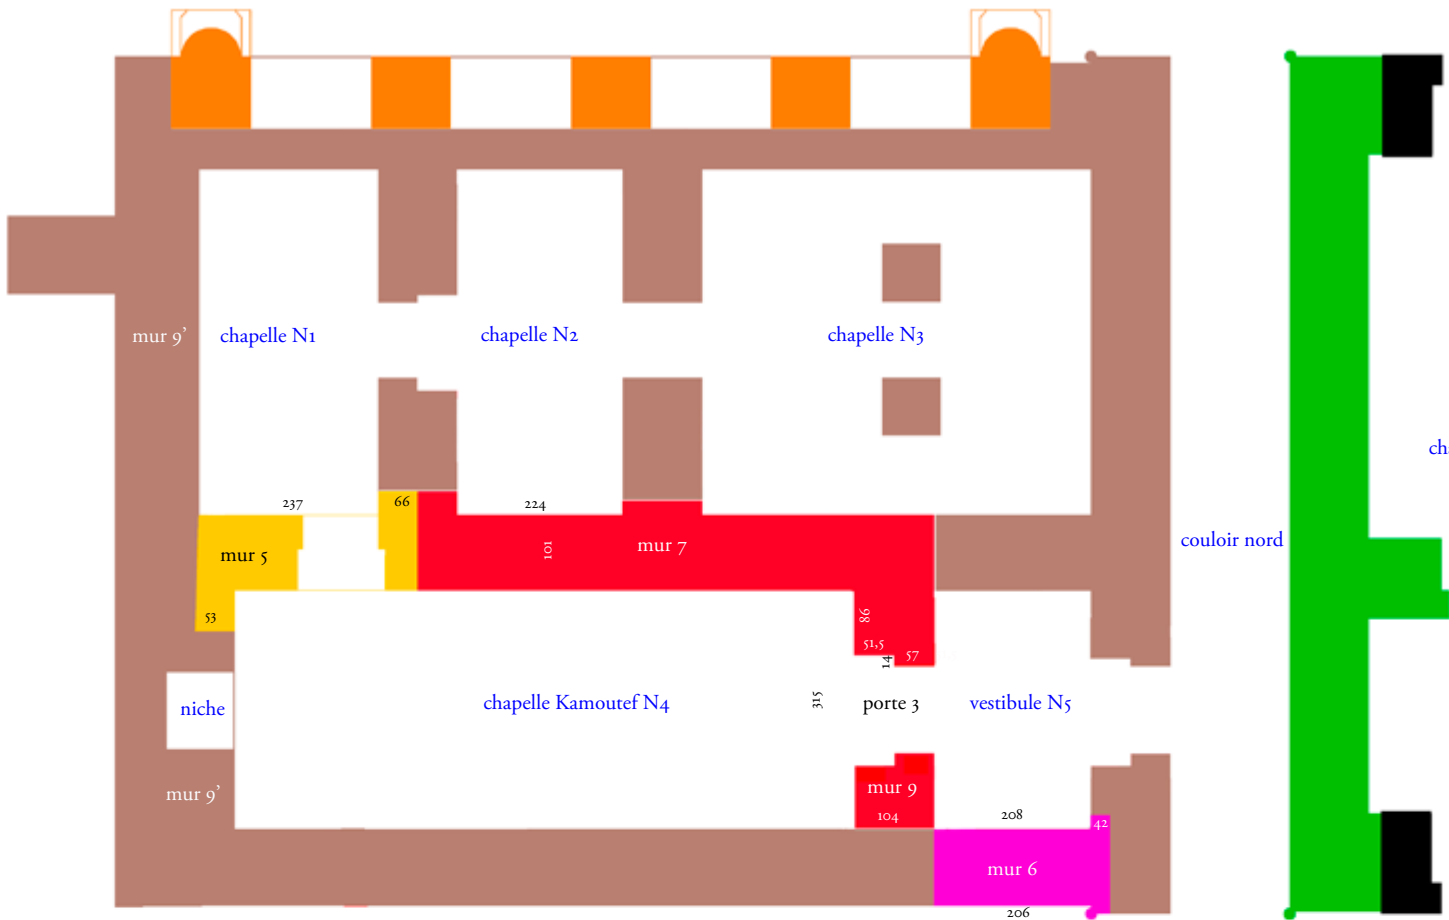 mur 9’
chapelle N1
chapelle N2
chapelle N3
cha
237
66
224
mur 5
101
mur 7
couloir nord
53
86
51,5
57
14
niche
chapelle Kamoutef N4
315
porte 3
vestibule N5
mur 9’
mur 9
104
208
42
mur 6
206